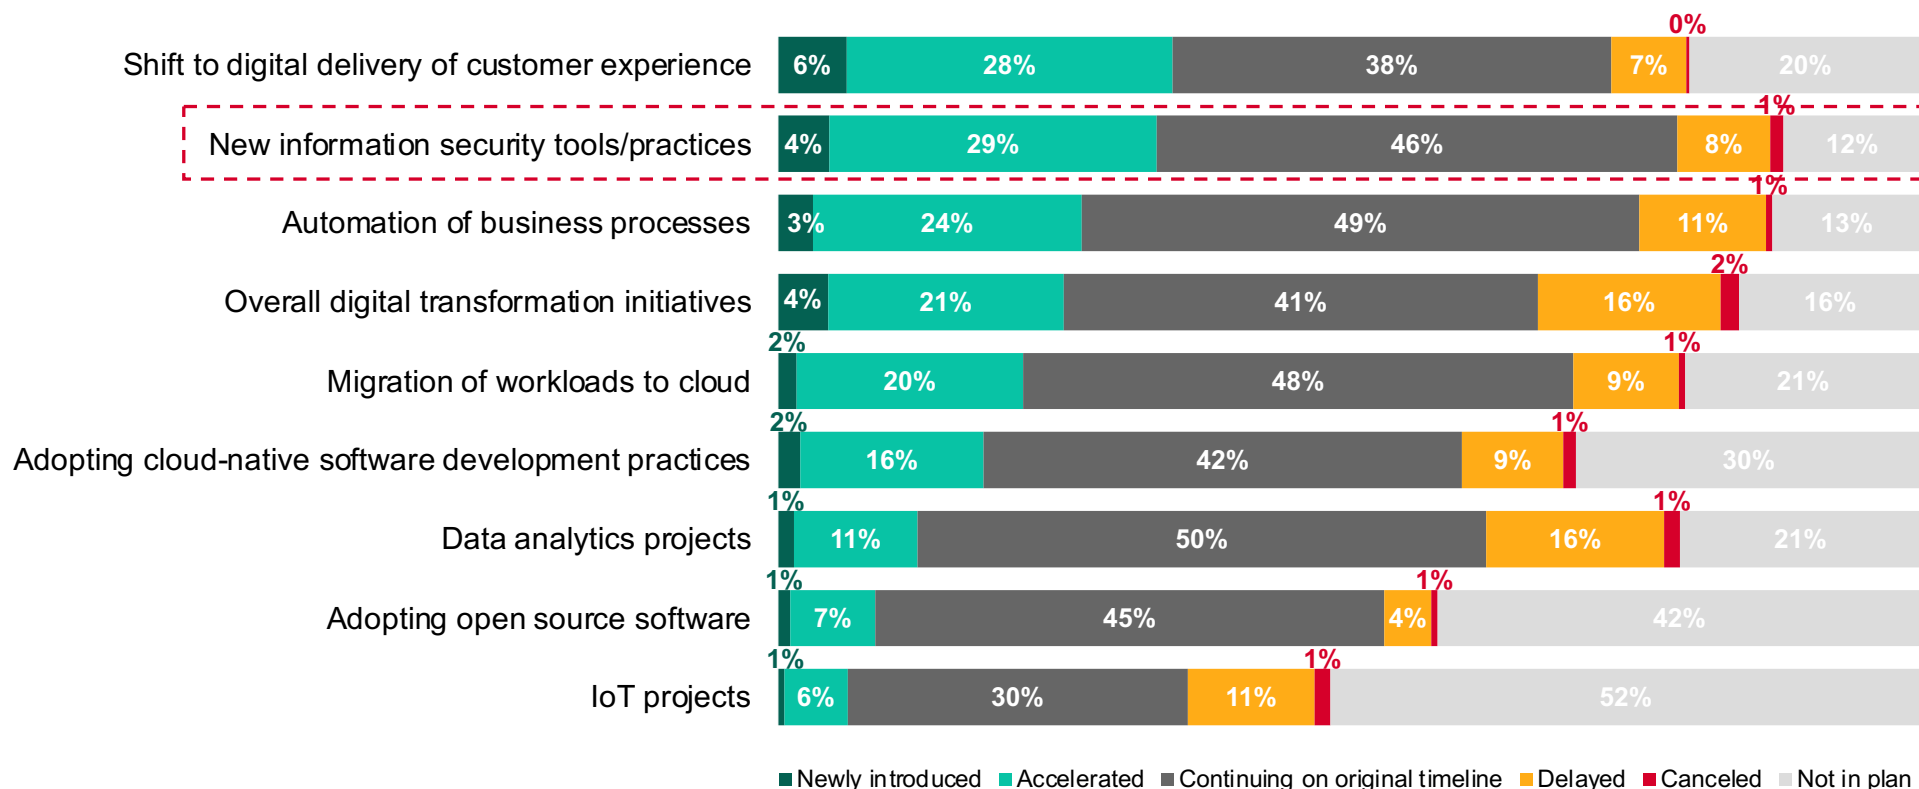 0%
Shift to digital delivery of customer experience 6% 28% 38% 7% 20%
1%
New information security tools/practices 4% 29% 46% 8% 12%
1%
Automation of business processes 3% 24% 49% 11% 13%
2%
Overall digital transformation initiatives 4% 21% 41% 16% 16%
2% 1%
Migration of workloads to cloud 20% 48% 9% 21%
2% 1%
Adopting cloud-native software development practices 16% 42% 9% 30%
1% 1%
Data analytics projects 11% 50% 16% 21%
1% 1%
Adopting open source software 7% 45% 4% 42%
1% 1%
IoT projects 6% 30% 11% 52%
Newly introduced Accelerated Continuing on original timeline Delayed Canceled Not in plan